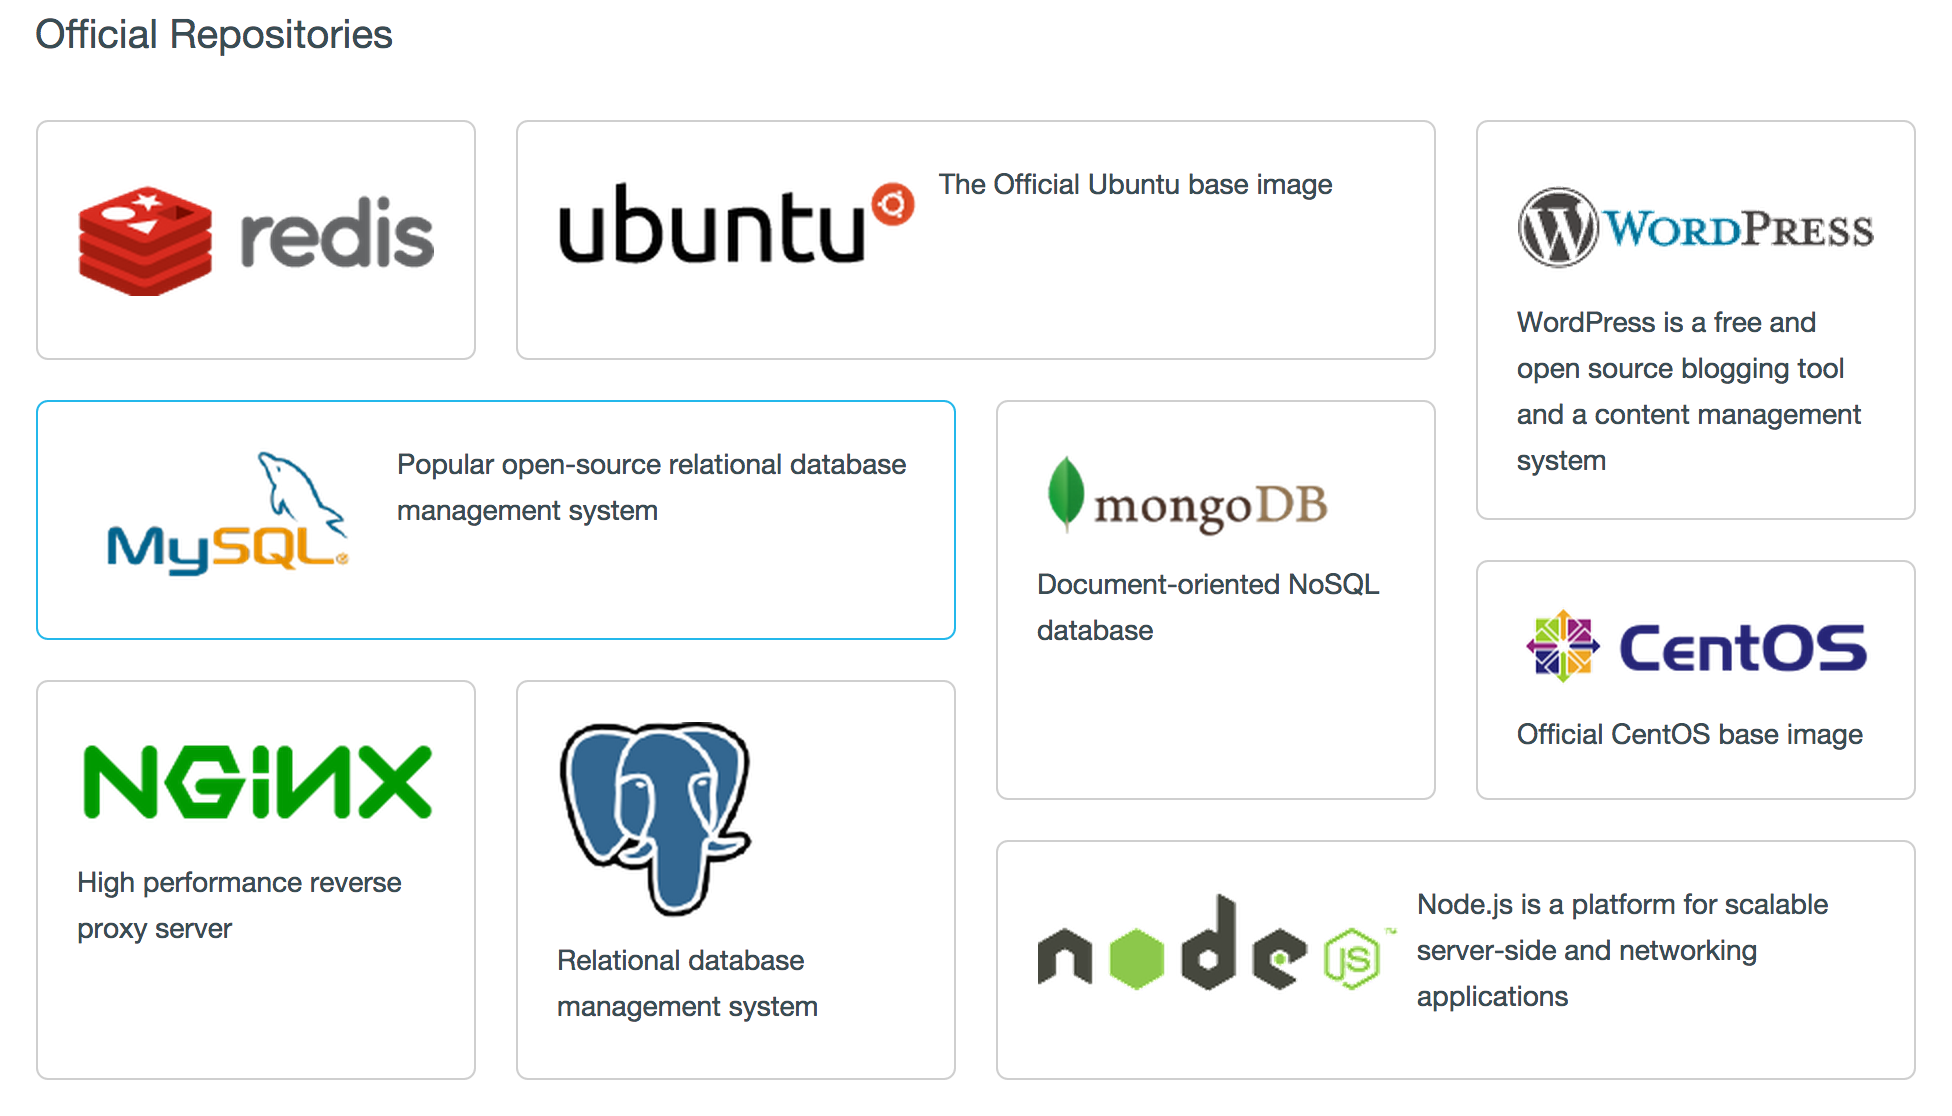 Official Repositories
redis
ubuntu
The Official Ubuntu base image
WORDPRESS
WordPress is a free and
open source blogging tool
and a content management
system
MySQL®
Popular open-source relational database
management system
mongoDB
Document-oriented NoSQL
database
CentOS
Official CentOS base image
NGINX
High performance reverse
proxy server
Relational database
management system
node JS ™
Node.js is a platform for scalable
server-side and networking
applications